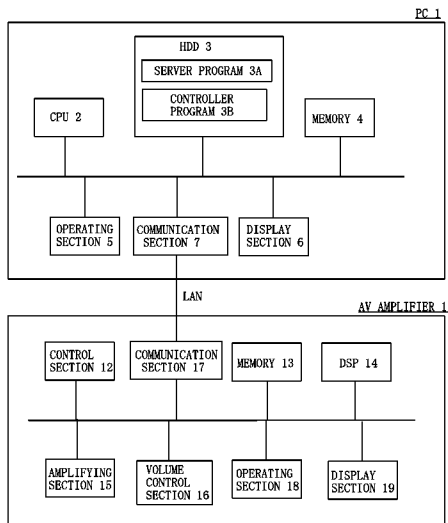 PC 1
HDD 3
SERVER PROGRAM 3A
CONTROLLER
PROGRAM 3B
CPU 2
MEMORY 4
OPERATING
SECTION 5
COMMUNICATION
SECTION 7
DISPLAY
SECTION 6
LAN
AV AMPLIFIER 1
CONTROL
SECTION 12
COMMUNICATION
SECTION 17
MEMORY 13
DSP 14
AMPLIFYING
SECTION 15
VOLUME
CONTROL
SECTION 16
OPERATING
SECTION 18
DISPLAY
SECTION 19